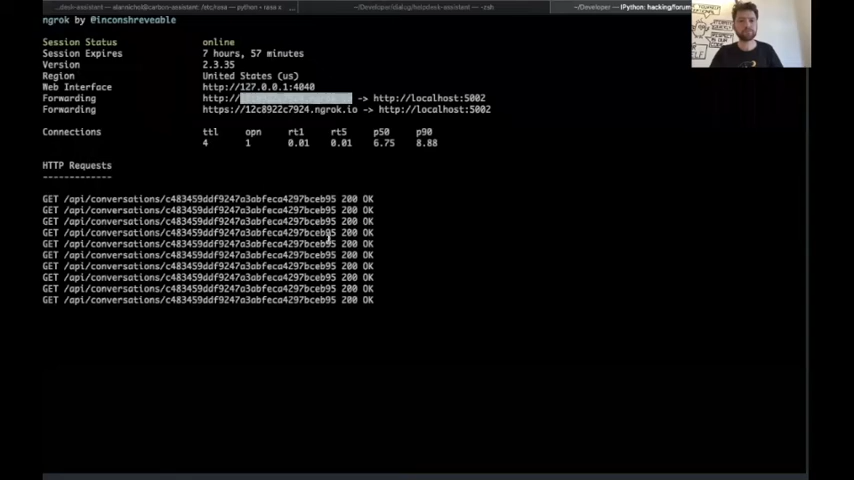 ngrok by @inconshreveable
Session Status online
Session Expires 7 hours, 57 minutes
Version 2.3.35
Region United States (us)
Web Interface http://127.0.0.1:4040
Forwarding http:// -> http://localhost:5002
Forwarding https://12c8922c7924.ngrok.io -> http://localhost:5002
Connections ttl opn rt1 rt5 p50 p90
4 1 0.01 0.01 6.75 8.88
HTTP Requests
-------------
GET /api/conversations/c483459ddf9247a3abfeca4297bceb95 200 OK
GET /api/conversations/c483459ddf9247a3abfeca4297bceb95 200 OK
GET /api/conversations/c483459ddf9247a3abfeca4297bceb95 200 OK
GET /api/conversations/c483459ddf9247a3abfeca4297bceb95 200 OK
GET /api/conversations/c483459ddf9247a3abfeca4297bceb95 200 OK
GET /api/conversations/c483459ddf9247a3abfeca4297bceb95 200 OK
GET /api/conversations/c483459ddf9247a3abfeca4297bceb95 200 OK
GET /api/conversations/c483459ddf9247a3abfeca4297bceb95 200 OK
GET /api/conversations/c483459ddf9247a3abfeca4297bceb95 200 OK
GET /api/conversations/c483459ddf9247a3abfeca4297bceb95 200 OK